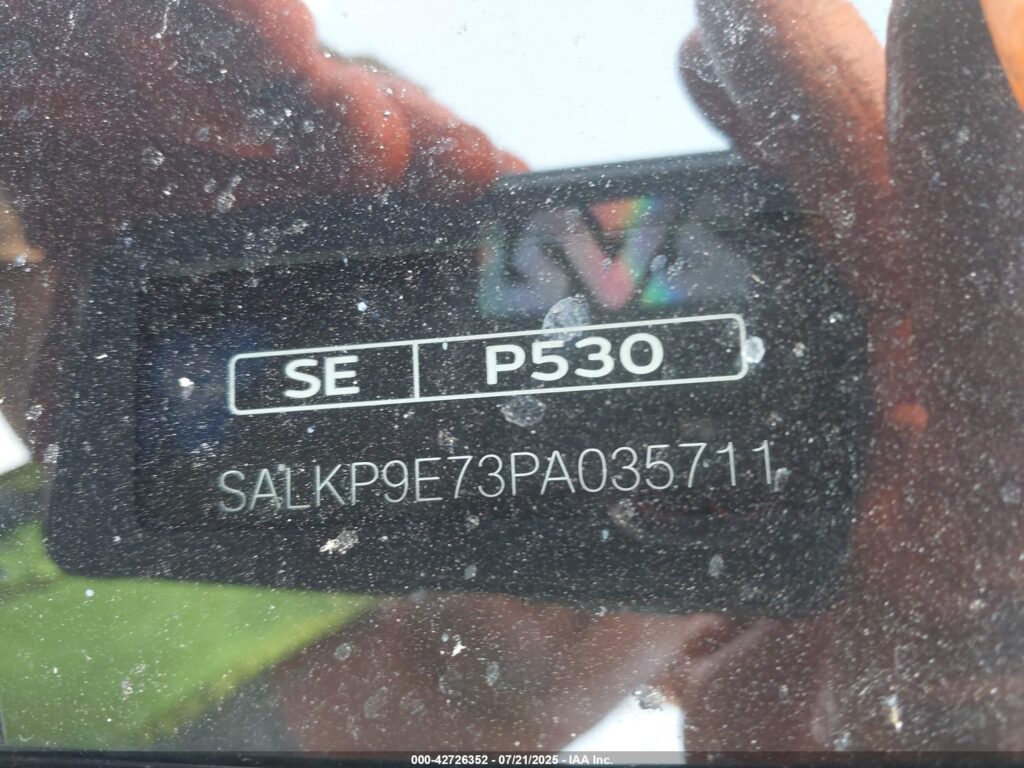 SE P530
SALKP9E73PA035711
000-42726352 - 07/21/2025 - IAA Inc.